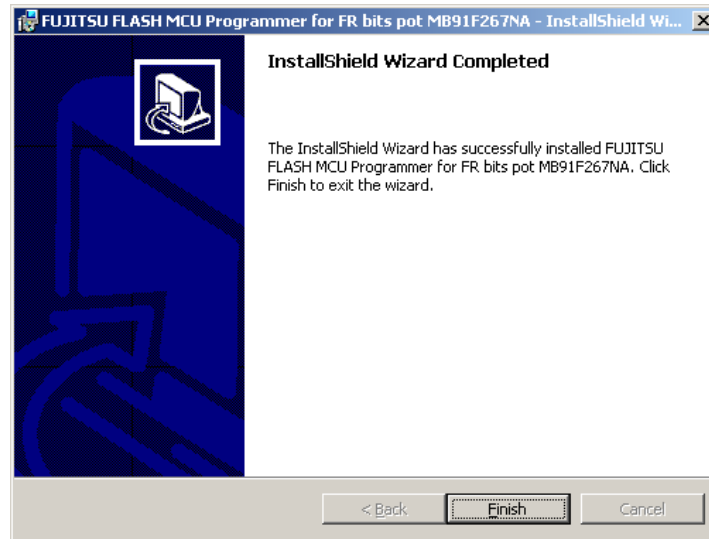 FUJITSU FLASH MCU Programmer for FR bits pot MB91F267NA - InstallShield Wi...
InstallShield Wizard Completed
The InstallShield Wizard has successfully installed FUJITSU
FLASH MCU Programmer for FR bits pot MB91F267NA. Click
Finish to exit the wizard.
< Back
Finish
Cancel